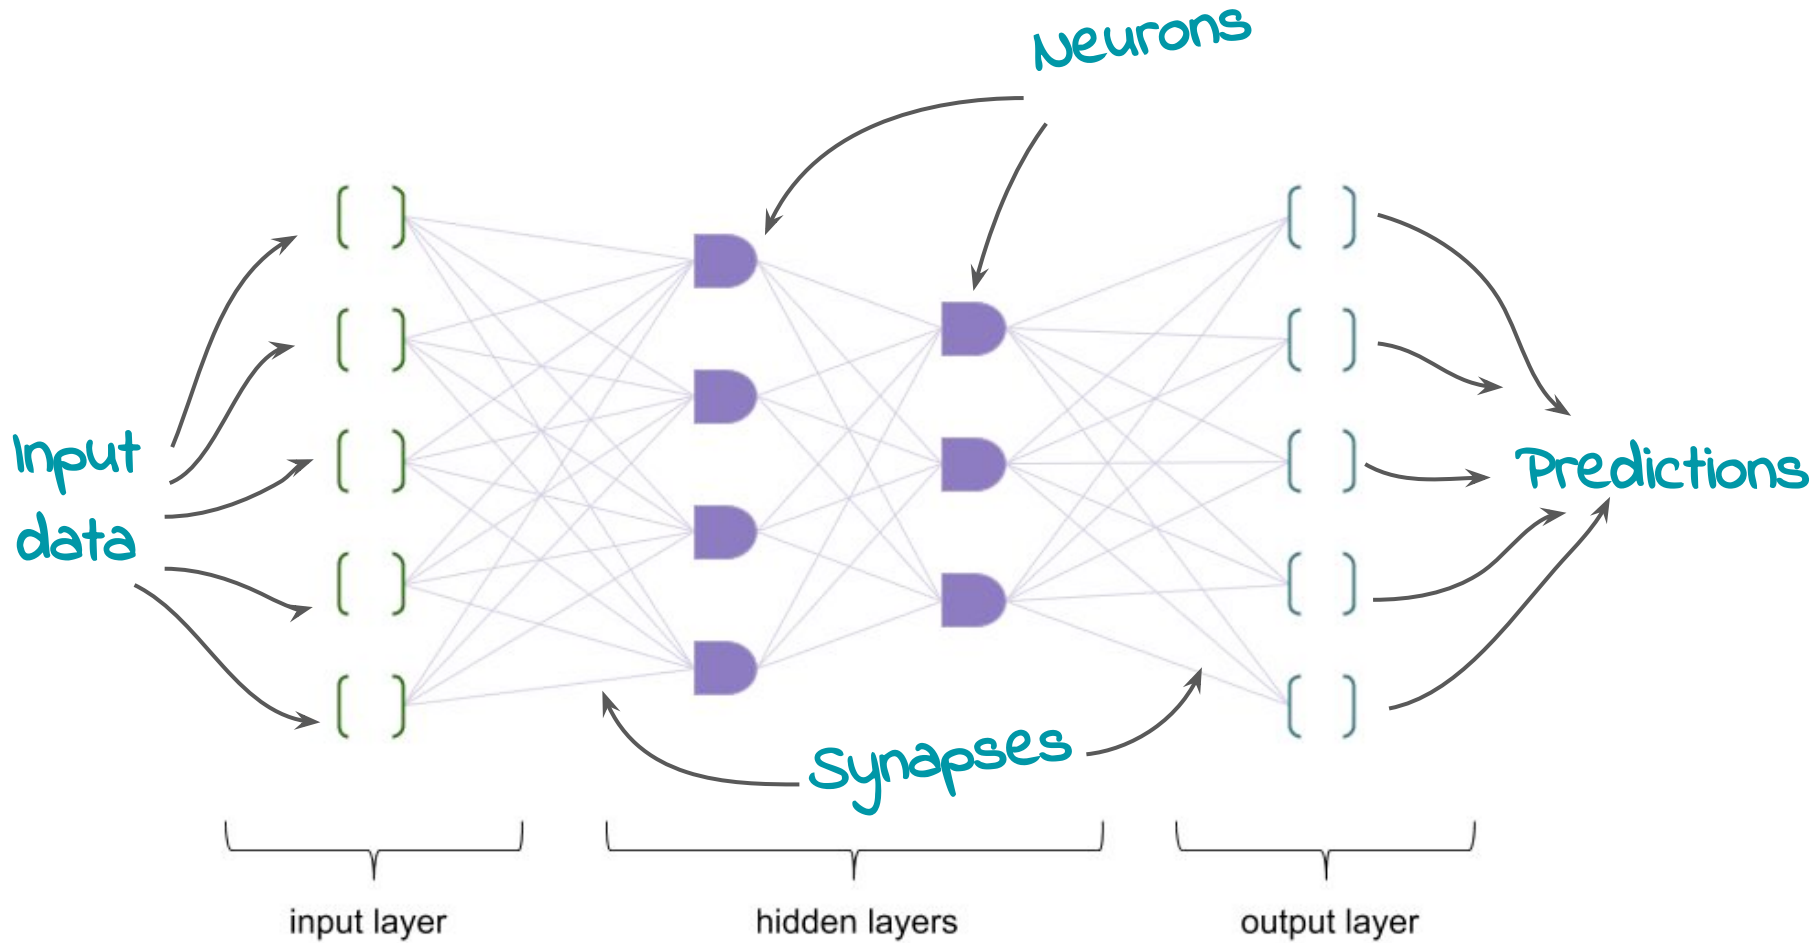 Neurons
Input
data
Predictions
Synapses
input layer
hidden layers
output layer